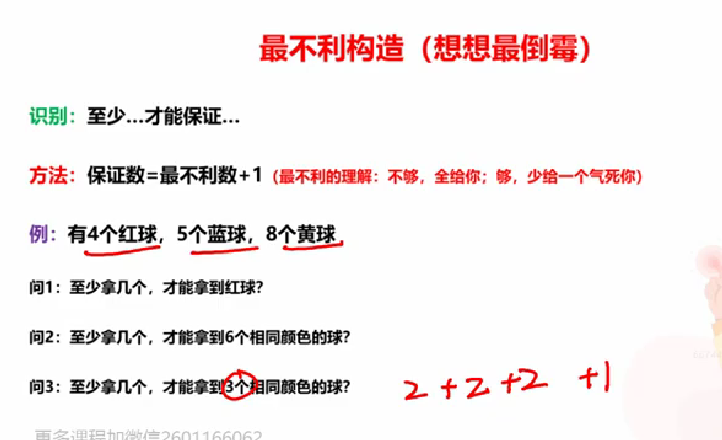 最不利构造（想想最倒霉）
识别：至少...才能保证...
方法：保证数=最不利数+1（最不利的理解：不够，全给你；够，少给一个气死你）
例：有4个红球，5个蓝球，8个黄球
问1：至少拿几个，才能拿到红球？
问2：至少拿几个，才能拿到6个相同颜色的球？
问3：至少拿几个，才能拿到3个相同颜色的球？ 2+2+2 +1
更多课程加微信2601166062